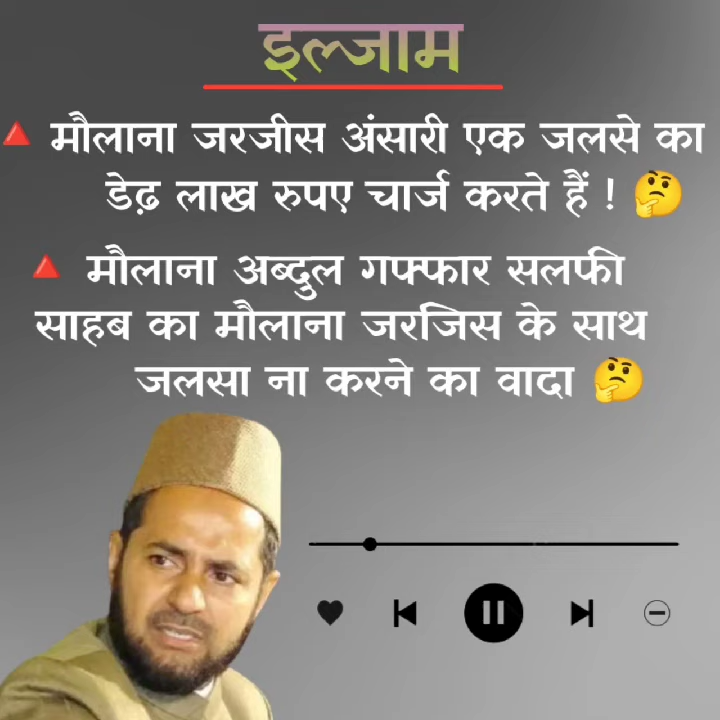 इल्जाम
🔺 मौलाना जरजीस अंसारी एक जलसे का
डेढ़ लाख रुपए चार्ज करते हैं ! 🤔
🔺 मौलाना अब्दुल गफ्फार सलफी
साहब का मौलाना जरजिस के साथ
जलसा ना करने का वादा 🤔